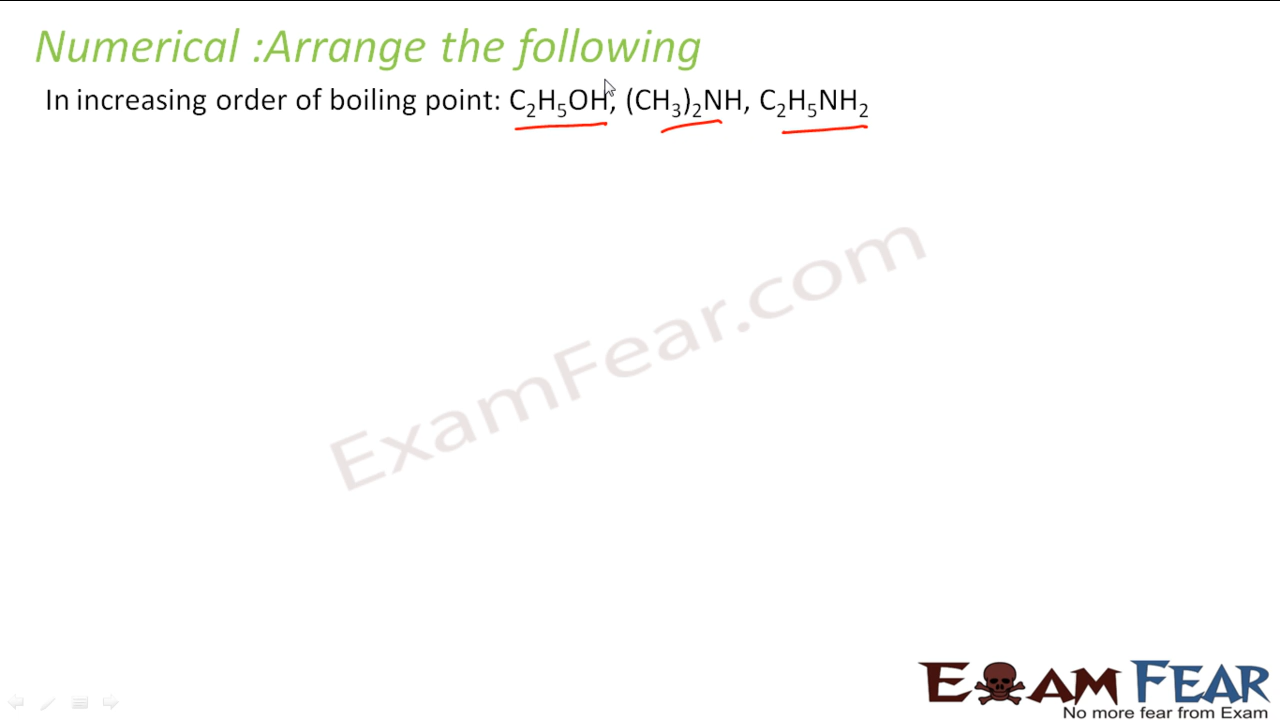 Numerical :Arrange the following
In increasing order of boiling point: C₂H₅OH, (CH₃)₂NH, C₂H₅NH₂
ExamFear.com
EXAM FEAR
No more fear from Exam